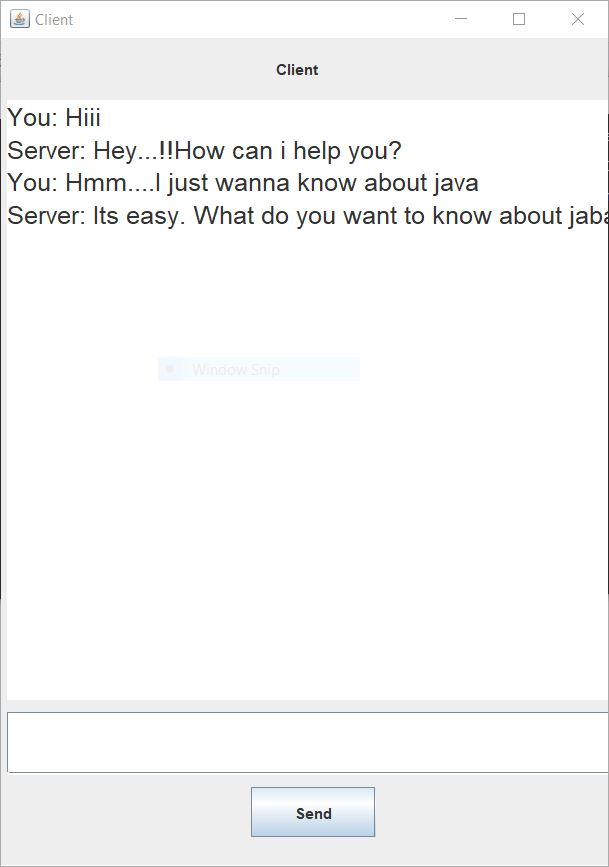 Client
Client
You: Hiii
Server: Hey...!!How can i help you?
You: Hmm....I just wanna know about java
Server: Its easy. What do you want to know about jaba
Window Snip
Send